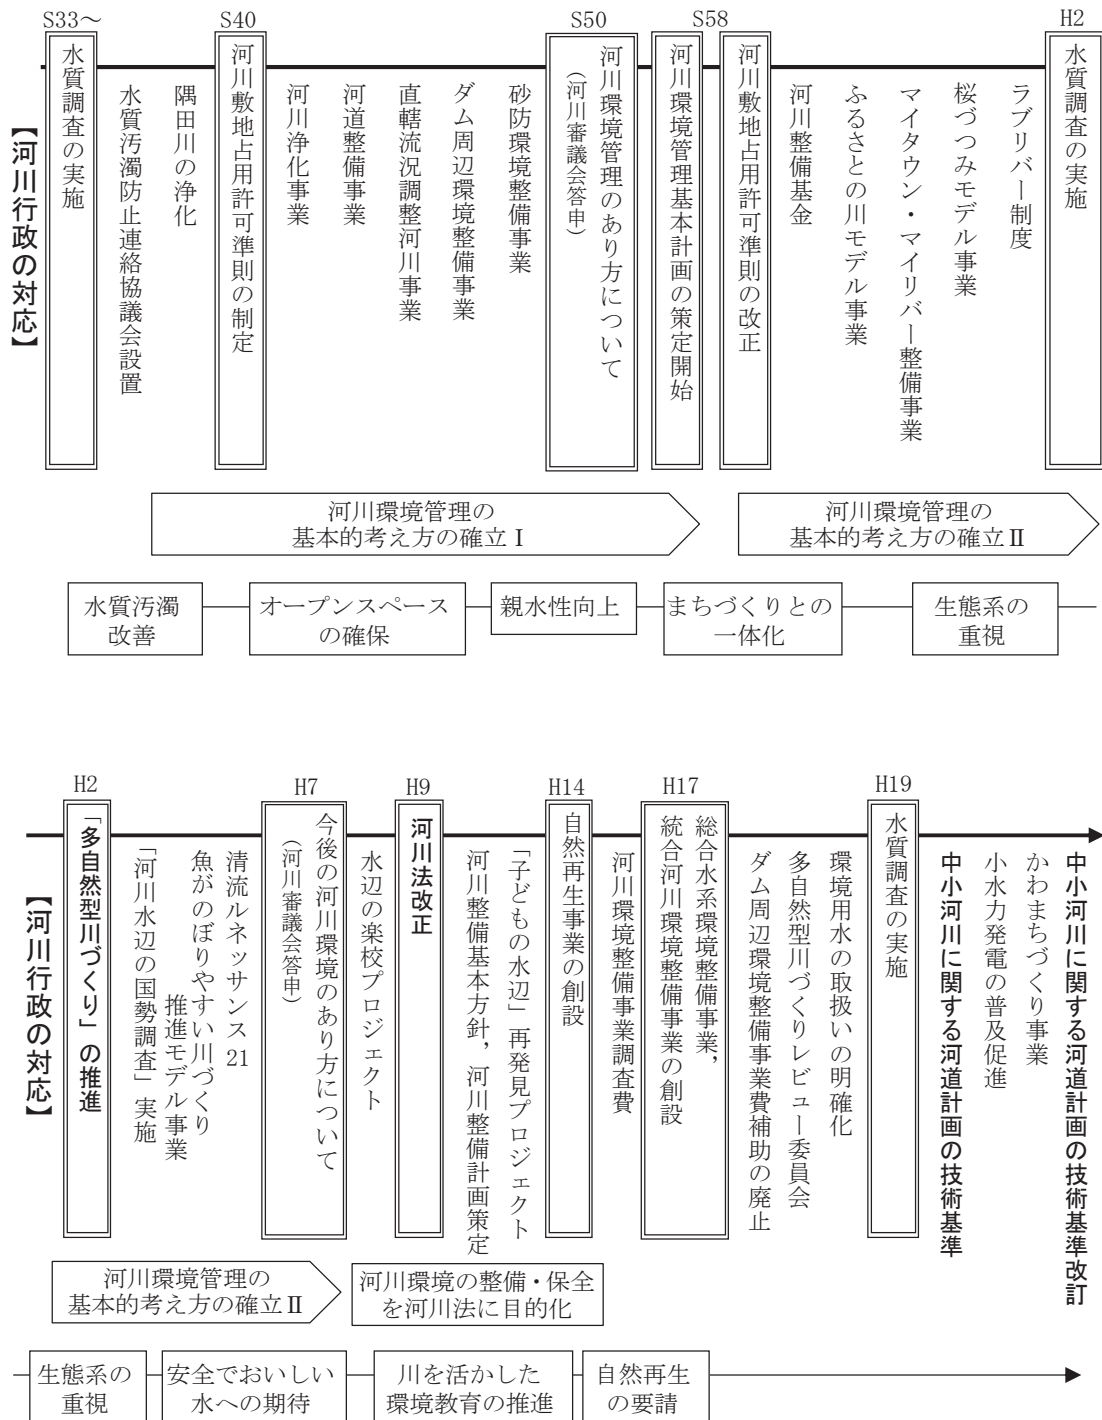 S33～
S40
S50
S58
H2
【河川行政の対応】
水質調査の実施
水質汚濁防止連絡協議会設置
隅田川の浄化
河川敷地占用許可準則の制定
河川浄化事業
河道整備事業
直轄流況調整河川事業
ダム周辺環境整備事業
砂防環境整備事業
河川環境管理のあり方について
（河川審議会答申）
河川環境管理基本計画の策定開始
河川敷地占用許可準則の改正
河川整備基金
ふるさとの川モデル事業
マイタウン・マイリバー整備事業
桜づつみモデル事業
ラブリバー制度
水質調査の実施
河川環境管理の
基本的考え方の確立Ⅰ
河川環境管理の
基本的考え方の確立Ⅱ
水質汚濁
改善
オープンスペース
の確保
親水性向上
まちづくりとの
一体化
生態系の
重視
H2
H7
H9
H14
H17
H19
【河川行政の対応】
「多自然型川づくり」の推進
「河川水辺の国勢調査」実施
魚がのぼりやすい川づくり
推進モデル事業
清流ルネッサンス21
今後の河川環境のあり方について
（河川審議会答申）
水辺の楽校プロジェクト
河川法改正
河川整備基本方針，河川整備計画策定
「子どもの水辺」再発見プロジェクト
自然再生事業の創設
河川環境整備事業調査費
総合水系環境整備事業，
統合河川環境整備事業の創設
ダム周辺環境整備事業費補助の廃止
多自然型川づくりレビュー委員会
環境用水の取扱いの明確化
水質調査の実施
中小河川に関する河道計画の技術基準
小水力発電の普及促進
かわまちづくり事業
中小河川に関する河道計画の技術基準改訂
河川環境管理の
基本的考え方の確立Ⅱ
河川環境の整備・保全
を河川法に目的化
生態系の
重視
安全でおいしい
水への期待
川を活かした
環境教育の推進
自然再生
の要請